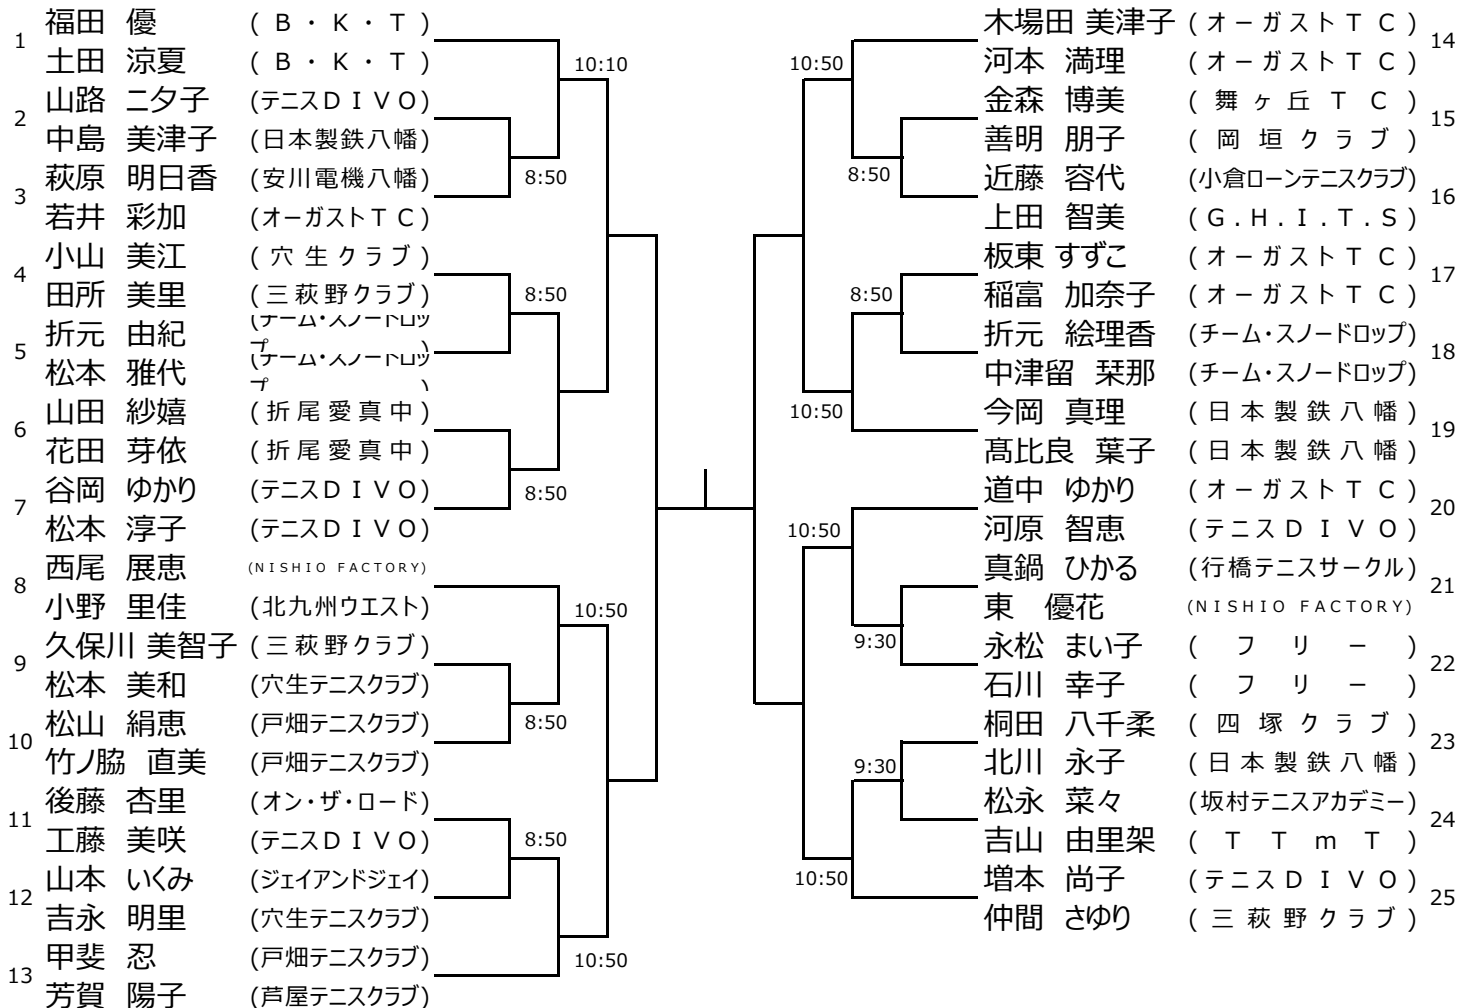 福田 優 ( B ・ K ・ T )
1
土田 涼夏 ( B ・ K ・ T )
10:10
山路 ニ夕子 (テニスＤＩＶＯ)
2
中島 美津子 (日本製鉄八幡)
萩原 明日香 (安川電機八幡)
8:50
3
若井 彩加 (オーガストＴＣ)
小山 美江 (穴生クラブ)
4
田所 美里 (三萩野クラブ)
8:50
折元 由紀 (チーム・スノードロップ)
5
松本 雅代 (チーム・スノードロップ)
山田 紗嬉 (折尾愛真中)
6
花田 芽依 (折尾愛真中)
谷岡 ゆかり (テニスＤＩＶＯ)
8:50
7
松本 淳子 (テニスＤＩＶＯ)
西尾 展恵 (NISHIO FACTORY)
8
小野 里佳 (北九州ウエスト)
10:50
久保川 美智子 (三萩野クラブ)
9
松本 美和 (穴生テニスクラブ)
松山 絹恵 (戸畑テニスクラブ)
8:50
10
竹ノ脇 直美 (戸畑テニスクラブ)
後藤 杏里 (オン・ザ・ロード)
11
工藤 美咲 (テニスＤＩＶＯ)
8:50
山本 いくみ (ジェイアンドジェイ)
12
吉永 明里 (穴生テニスクラブ)
甲斐 忍 (戸畑テニスクラブ)
10:50
13
芳賀 陽子 (芦屋テニスクラブ)
木場田 美津子 (オーガストＴＣ)
14
河本 満理 (オーガストＴＣ)
10:50
金森 博美 (舞ヶ丘ＴＣ)
15
善明 朋子 (岡垣クラブ)
8:50
近藤 容代 (小倉ローンテニスクラブ)
16
上田 智美 (G.H.I.T.S)
板東 すずこ (オーガストＴＣ)
17
8:50
稲富 加奈子 (オーガストＴＣ)
折元 絵理香 (チーム・スノードロップ)
18
中津留 栞那 (チーム・スノードロップ)
10:50
今岡 真理 (日本製鉄八幡)
19
髙比良 葉子 (日本製鉄八幡)
道中 ゆかり (オーガストＴＣ)
20
10:50
河原 智恵 (テニスＤＩＶＯ)
真鍋 ひかる (行橋テニスサークル)
21
東 優花 (NISHIO FACTORY)
9:30
永松 まい子 (フリー)
22
石川 幸子 (フリー)
桐田 八千柔 (四塚クラブ)
23
9:30
北川 永子 (日本製鉄八幡)
松永 菜々 (坂村テニスアカデミー)
24
吉山 由里架 (ＴＴｍＴ)
10:50
増本 尚子 (テニスＤＩＶＯ)
25
仲間 さゆり (三萩野クラブ)